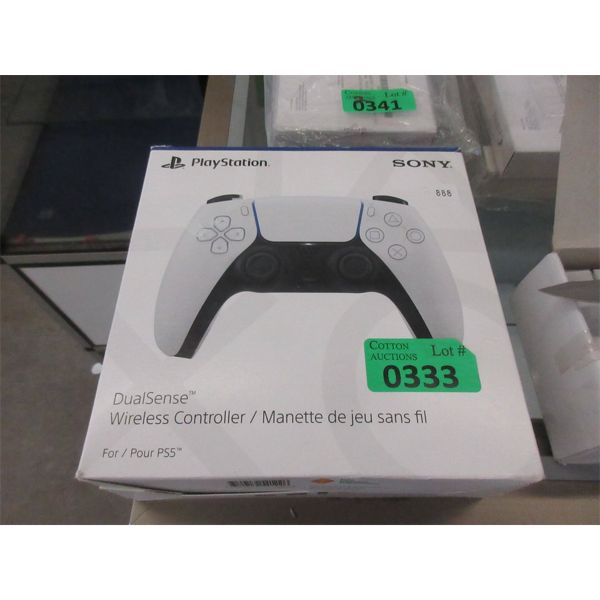 COTTON Lot #
0341
PlayStation. SONY
888
COTTON
AUCTIONS Lot #
0333
DualSense™
Wireless Controller / Manette de jeu sans fil
For / Pour PS5™